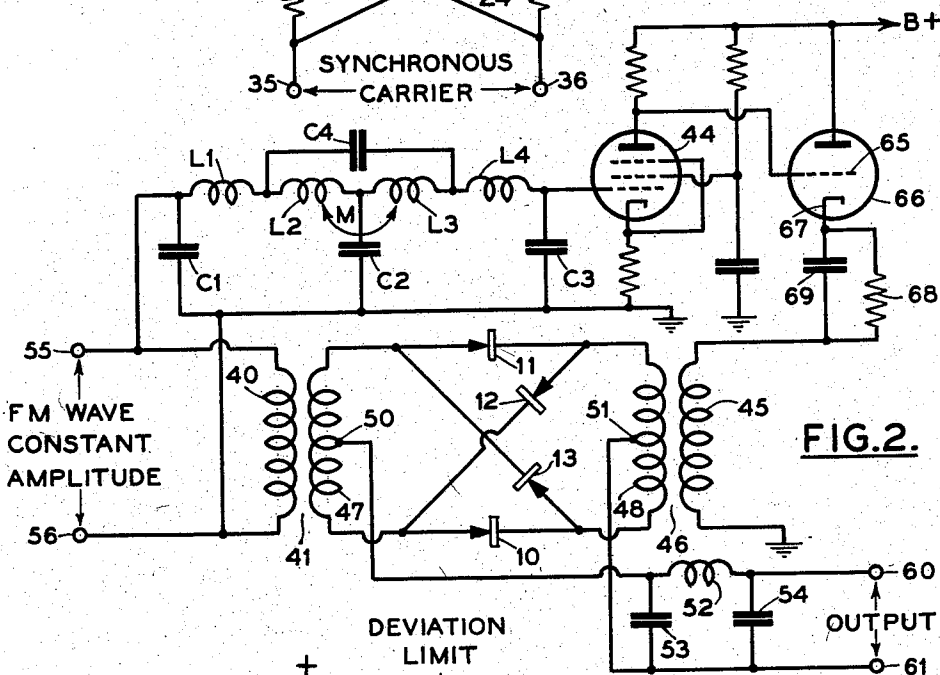 24
B+
SYNCHRONOUS
35 CARRIER 36
C4
44
L1
L4
65
M
L2
L3
67
66
C1
C2
C3
69
68
55
40
11
12
50
51
45
FM WAVE
CONSTANT
AMPLITUDE
13
FIG.2.
47
48
56
41
10
46
60
52
54
DEVIATION
LIMIT
53
OUTPUT
+
61